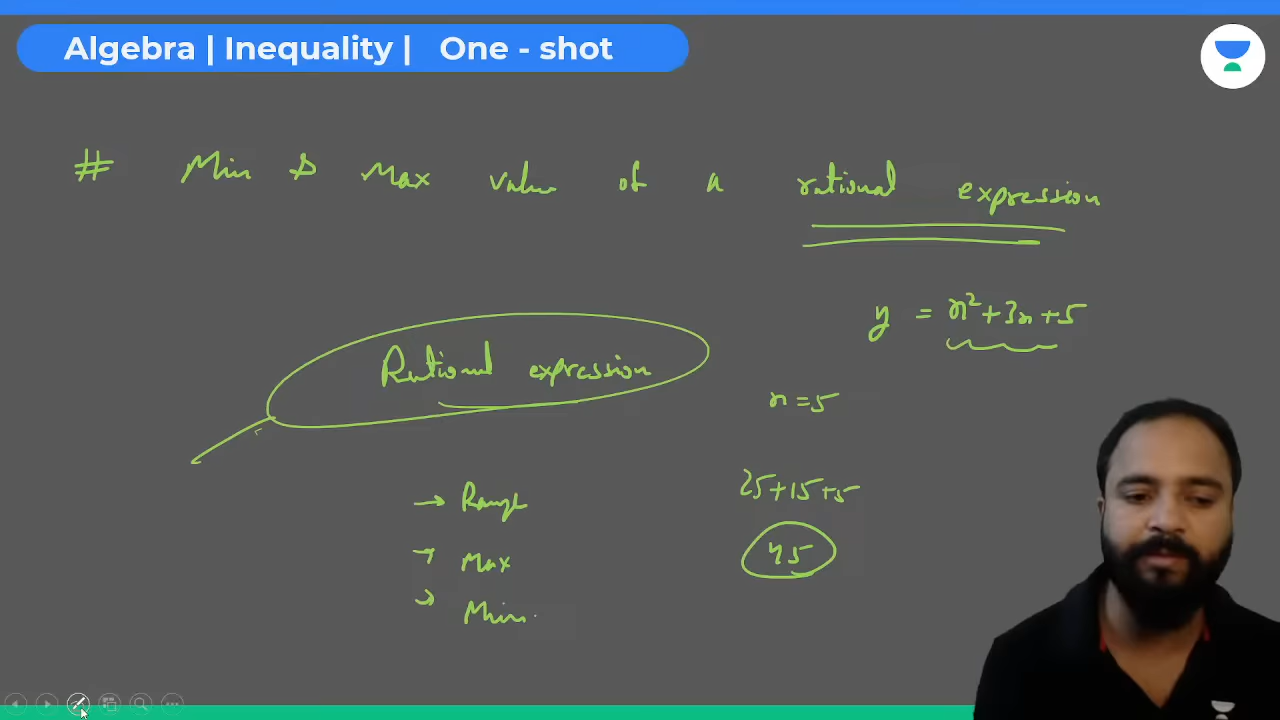 Algebra | Inequality | One - shot
# Min & Max value of a rational expression
y = x² + 3x + 5
Rational expression
x = 5
→ Range
25 + 15 + 5
→ Max
45
→ Min.